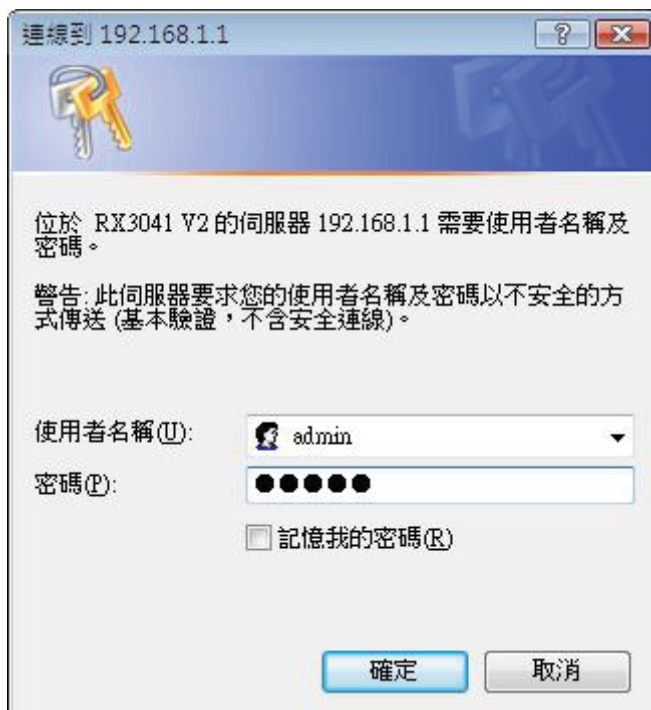 連線到 192.168.1.1
位於 RX3041 V2 的伺服器 192.168.1.1 需要使用者名稱及
密碼。
警告: 此伺服器要求您的使用者名稱及密碼以不安全的方
式傳送 (基本驗證，不含安全連線)。
使用者名稱(U):
admin
密碼(P):
●●●●●
記憶我的密碼(R)
確定
取消